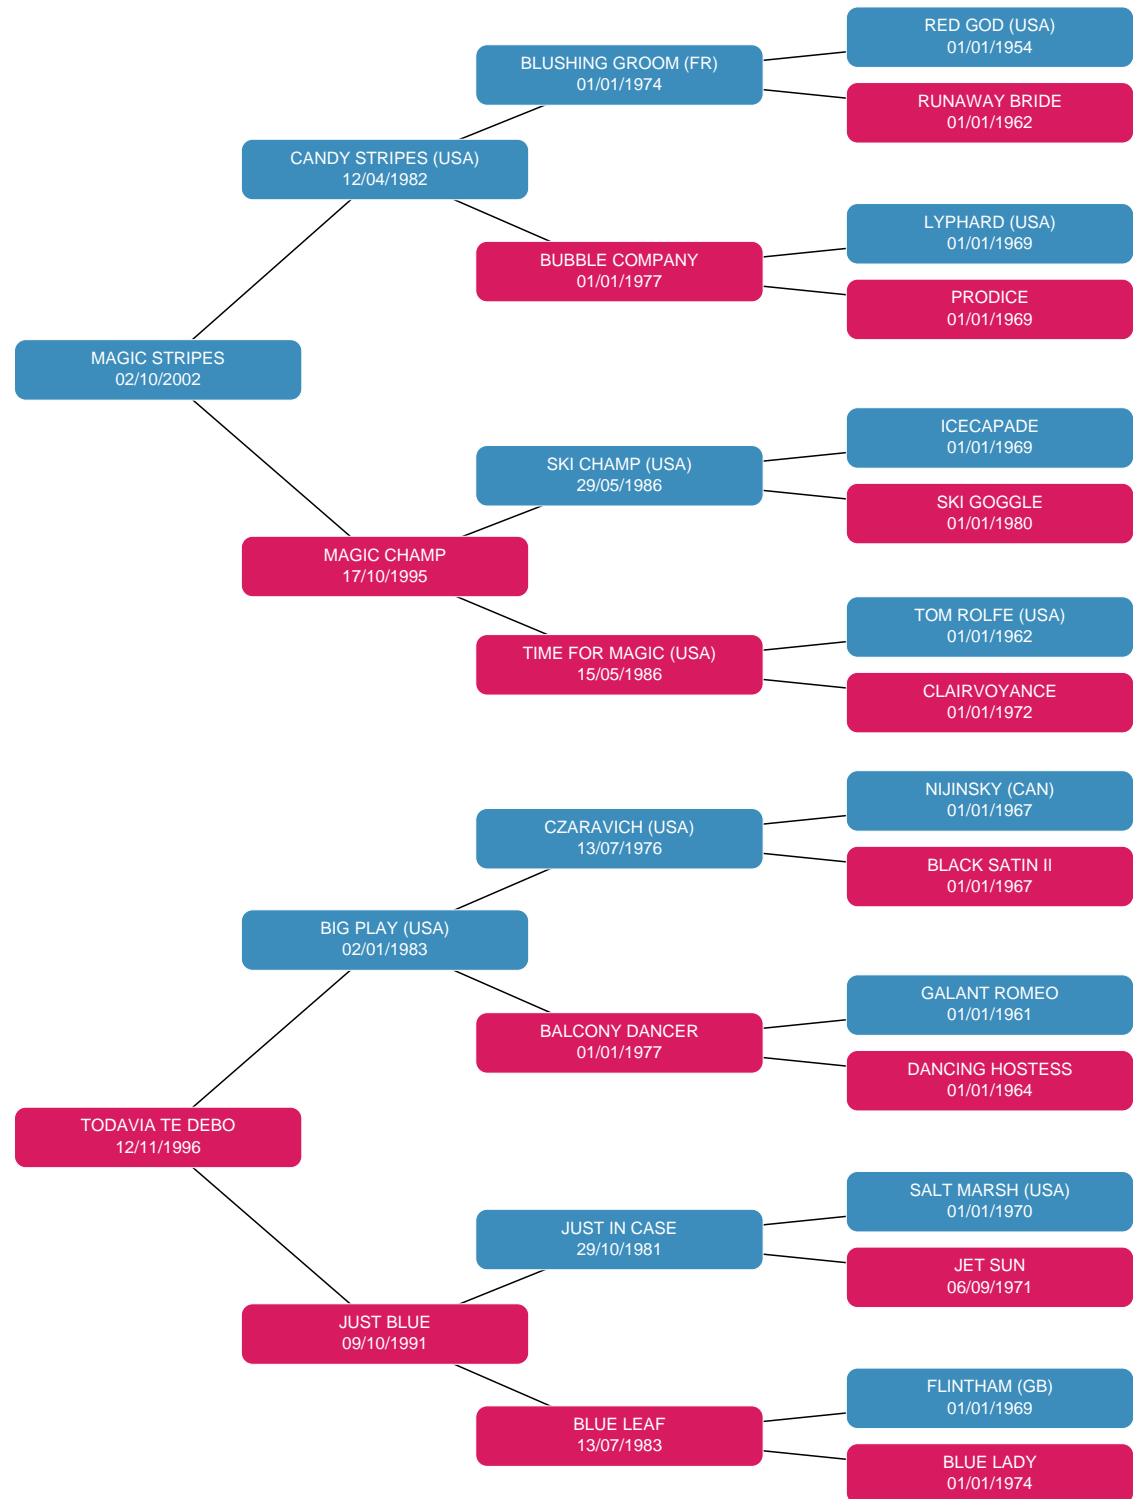 RED GOD (USA)
01/01/1954
BLUSHING GROOM (FR)
01/01/1974
RUNAWAY BRIDE
01/01/1962
CANDY STRIPES (USA)
12/04/1982
LYPHARD (USA)
01/01/1969
BUBBLE COMPANY
01/01/1977
PRODICE
01/01/1969
MAGIC STRIPES
02/10/2002
ICECAPADE
01/01/1969
SKI CHAMP (USA)
29/05/1986
SKI GOGGLE
01/01/1980
MAGIC CHAMP
17/10/1995
TOM ROLFE (USA)
01/01/1962
TIME FOR MAGIC (USA)
15/05/1986
CLAIRVOYANCE
01/01/1972
NIJINSKY (CAN)
01/01/1967
CZARAVICH (USA)
13/07/1976
BLACK SATIN II
01/01/1967
BIG PLAY (USA)
02/01/1983
GALANT ROMEO
01/01/1961
BALCONY DANCER
01/01/1977
DANCING HOSTESS
01/01/1964
TODAVIA TE DEBO
12/11/1996
SALT MARSH (USA)
01/01/1970
JUST IN CASE
29/10/1981
JET SUN
06/09/1971
JUST BLUE
09/10/1991
FLINTHAM (GB)
01/01/1969
BLUE LEAF
13/07/1983
BLUE LADY
01/01/1974